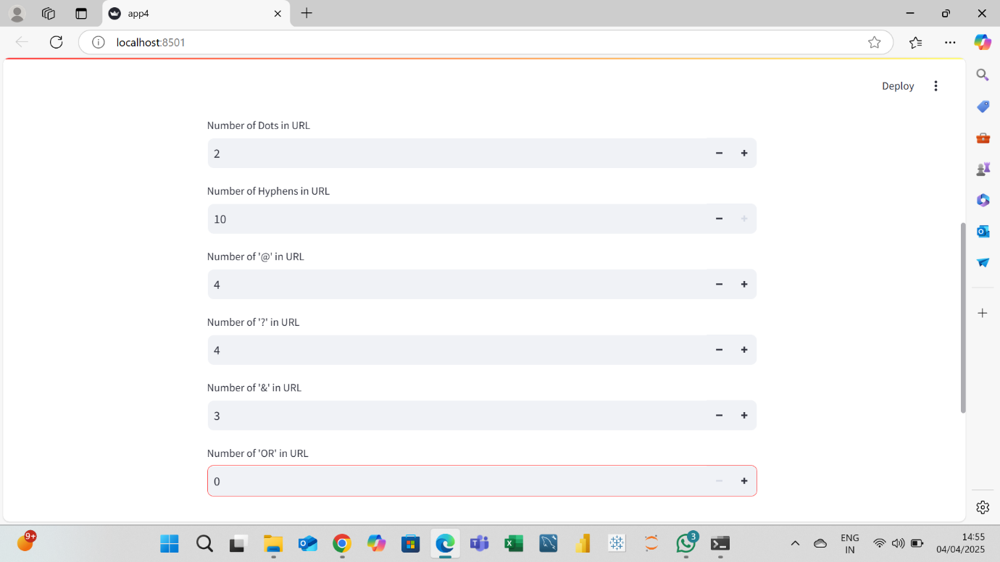 app4
localhost:8501
Deploy
Number of Dots in URL
2
Number of Hyphens in URL
10
Number of '@' in URL
4
Number of '?' in URL
4
Number of '&' in URL
3
Number of 'OR' in URL
0
9+
3
ENG
IN
14:55
04/04/2025